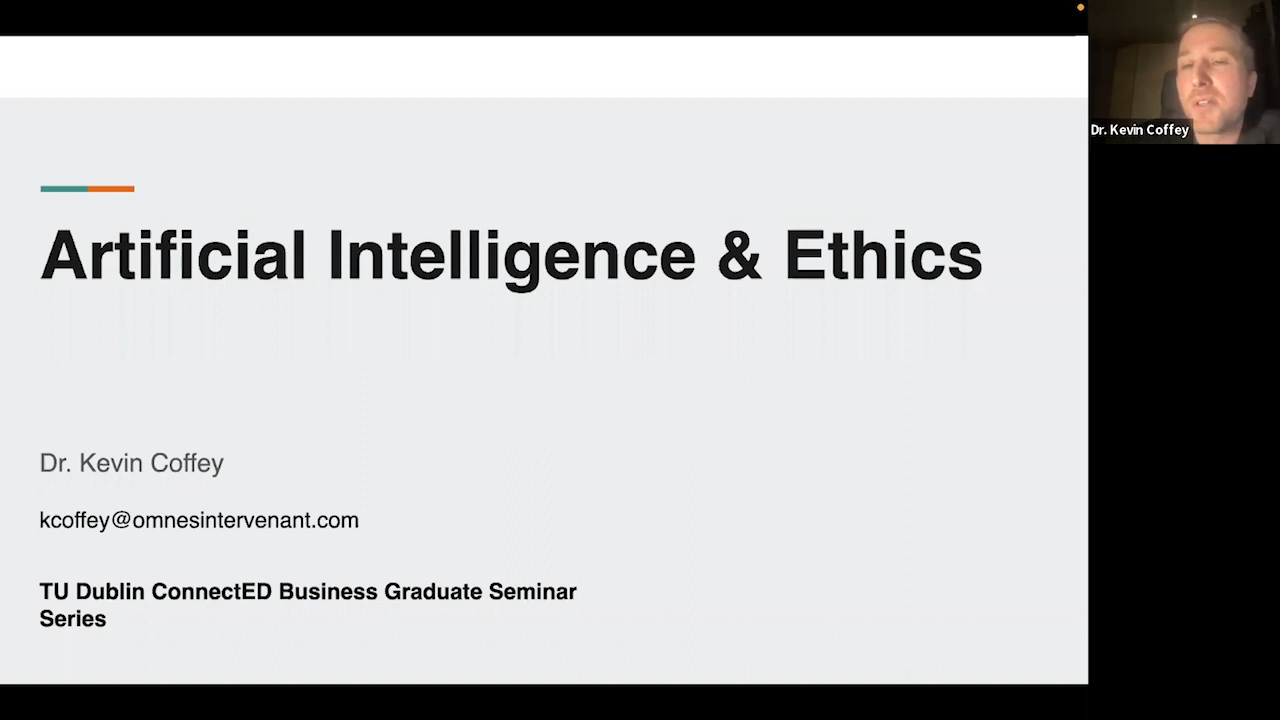 Artificial Intelligence & Ethics
Dr. Kevin Coffey
kcoffey@omnesintervenant.com
TU Dublin ConnectED Business Graduate Seminar
Series
Dr. Kevin Coffey